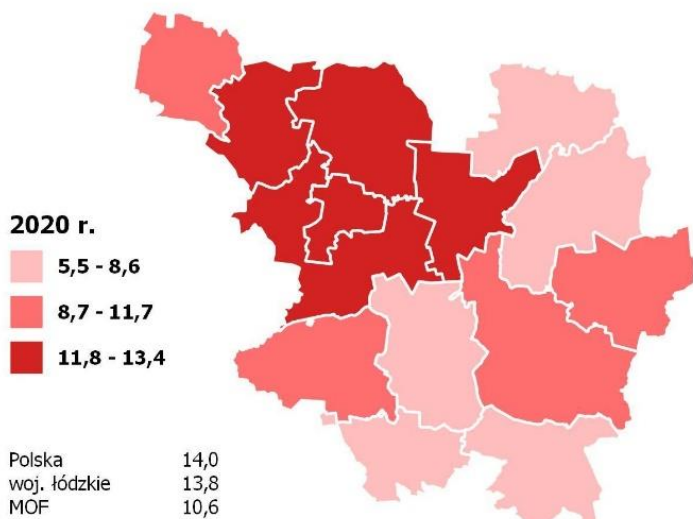 2020 r.
5,5 - 8,6
8,7 - 11,7
11,8 - 13,4
Polska 14,0
woj. łódzkie 13,8
MOF 10,6